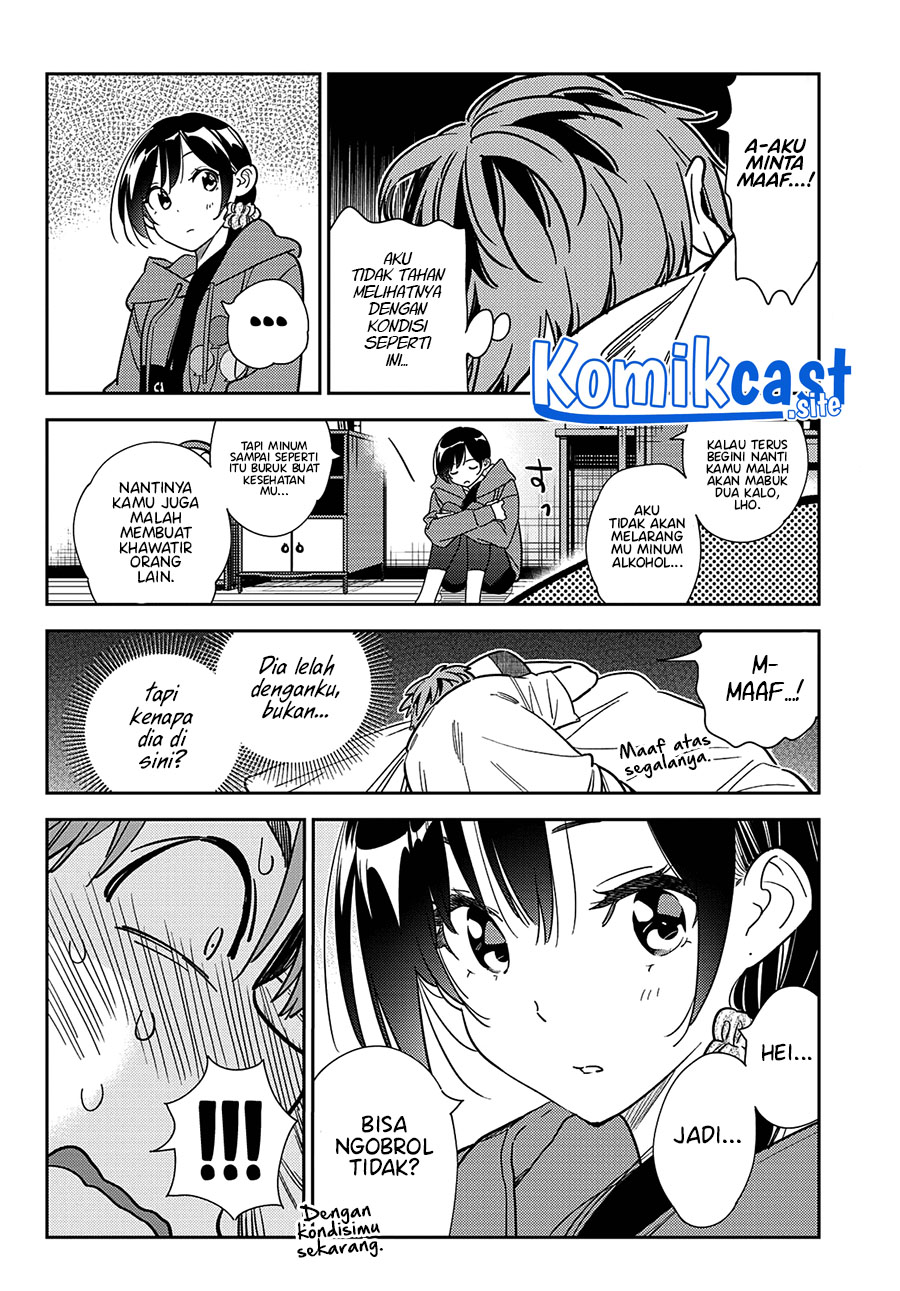 A-AKU
MINTA
MAAF...!
AKU
TIDAK TAHAN
MELIHATNYA
DENGAN
KONDISI
SEPERTI
INI...
...
Komikcast
.site
KALAU TERUS
BEGINI NANTI
KAMU MALAH
AKAN MABUK
DUA KALO,
LHO.
AKU
TIDAK AKAN
MELARANG
MU MINUM
ALKOHOL...
す
TAPI MINUM
SAMPAI SEPERTI
ITU BURUK BUAT
KESEHATAN
MU...
NANTINYA
KAMU JUGA
MALAH
MEMBUAT
KHAWATIR
ORANG
LAIN.
M-
MAAF...!
Maaf atas
segalanya.
Dia lelah
denganku,
bukan...
tapi
kenapa
dia di
sini?
HEI...
JADI...
BISA
NGOBROL
TIDAK?
Dengan
kondisimu
sekarang.
!!!